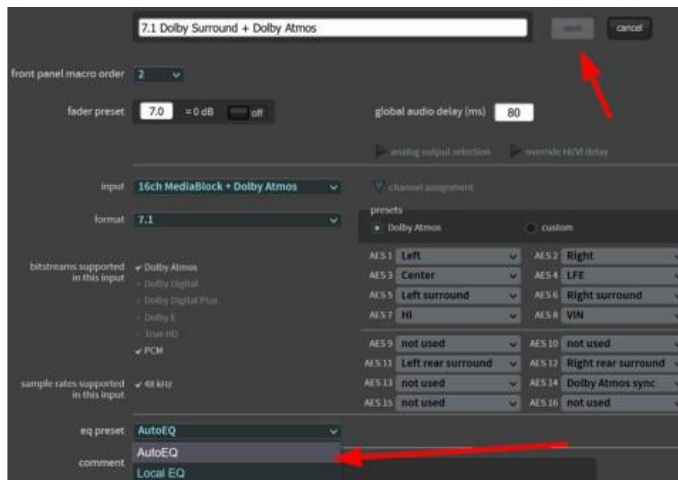 7.1 Dolby Surround + Dolby Atmos
save cancel
front panel macro order 2
fader preset 7.0 = 0 dB off global audio delay (ms) 80
analog output selection override HI/VI delay
input 16ch MediaBlock + Dolby Atmos channel assignment
format 7.1
presets
Dolby Atmos custom
bitstreams supported in this input
Dolby Atmos
Dolby Digital
Dolby Digital Plus
Dolby E
True HD
PCM
AES 1 Left AES 2 Right
AES 3 Center AES 4 LFE
AES 5 Left surround AES 6 Right surround
AES 7 HI AES 8 VIN
AES 9 not used AES 10 not used
AES 11 Left rear surround AES 12 Right rear surround
AES 13 not used AES 14 Dolby Atmos sync
AES 15 not used AES 16 not used
sample rates supported in this input
48 kHz
eq preset AutoEQ
AutoEQ
Local EQ
comment